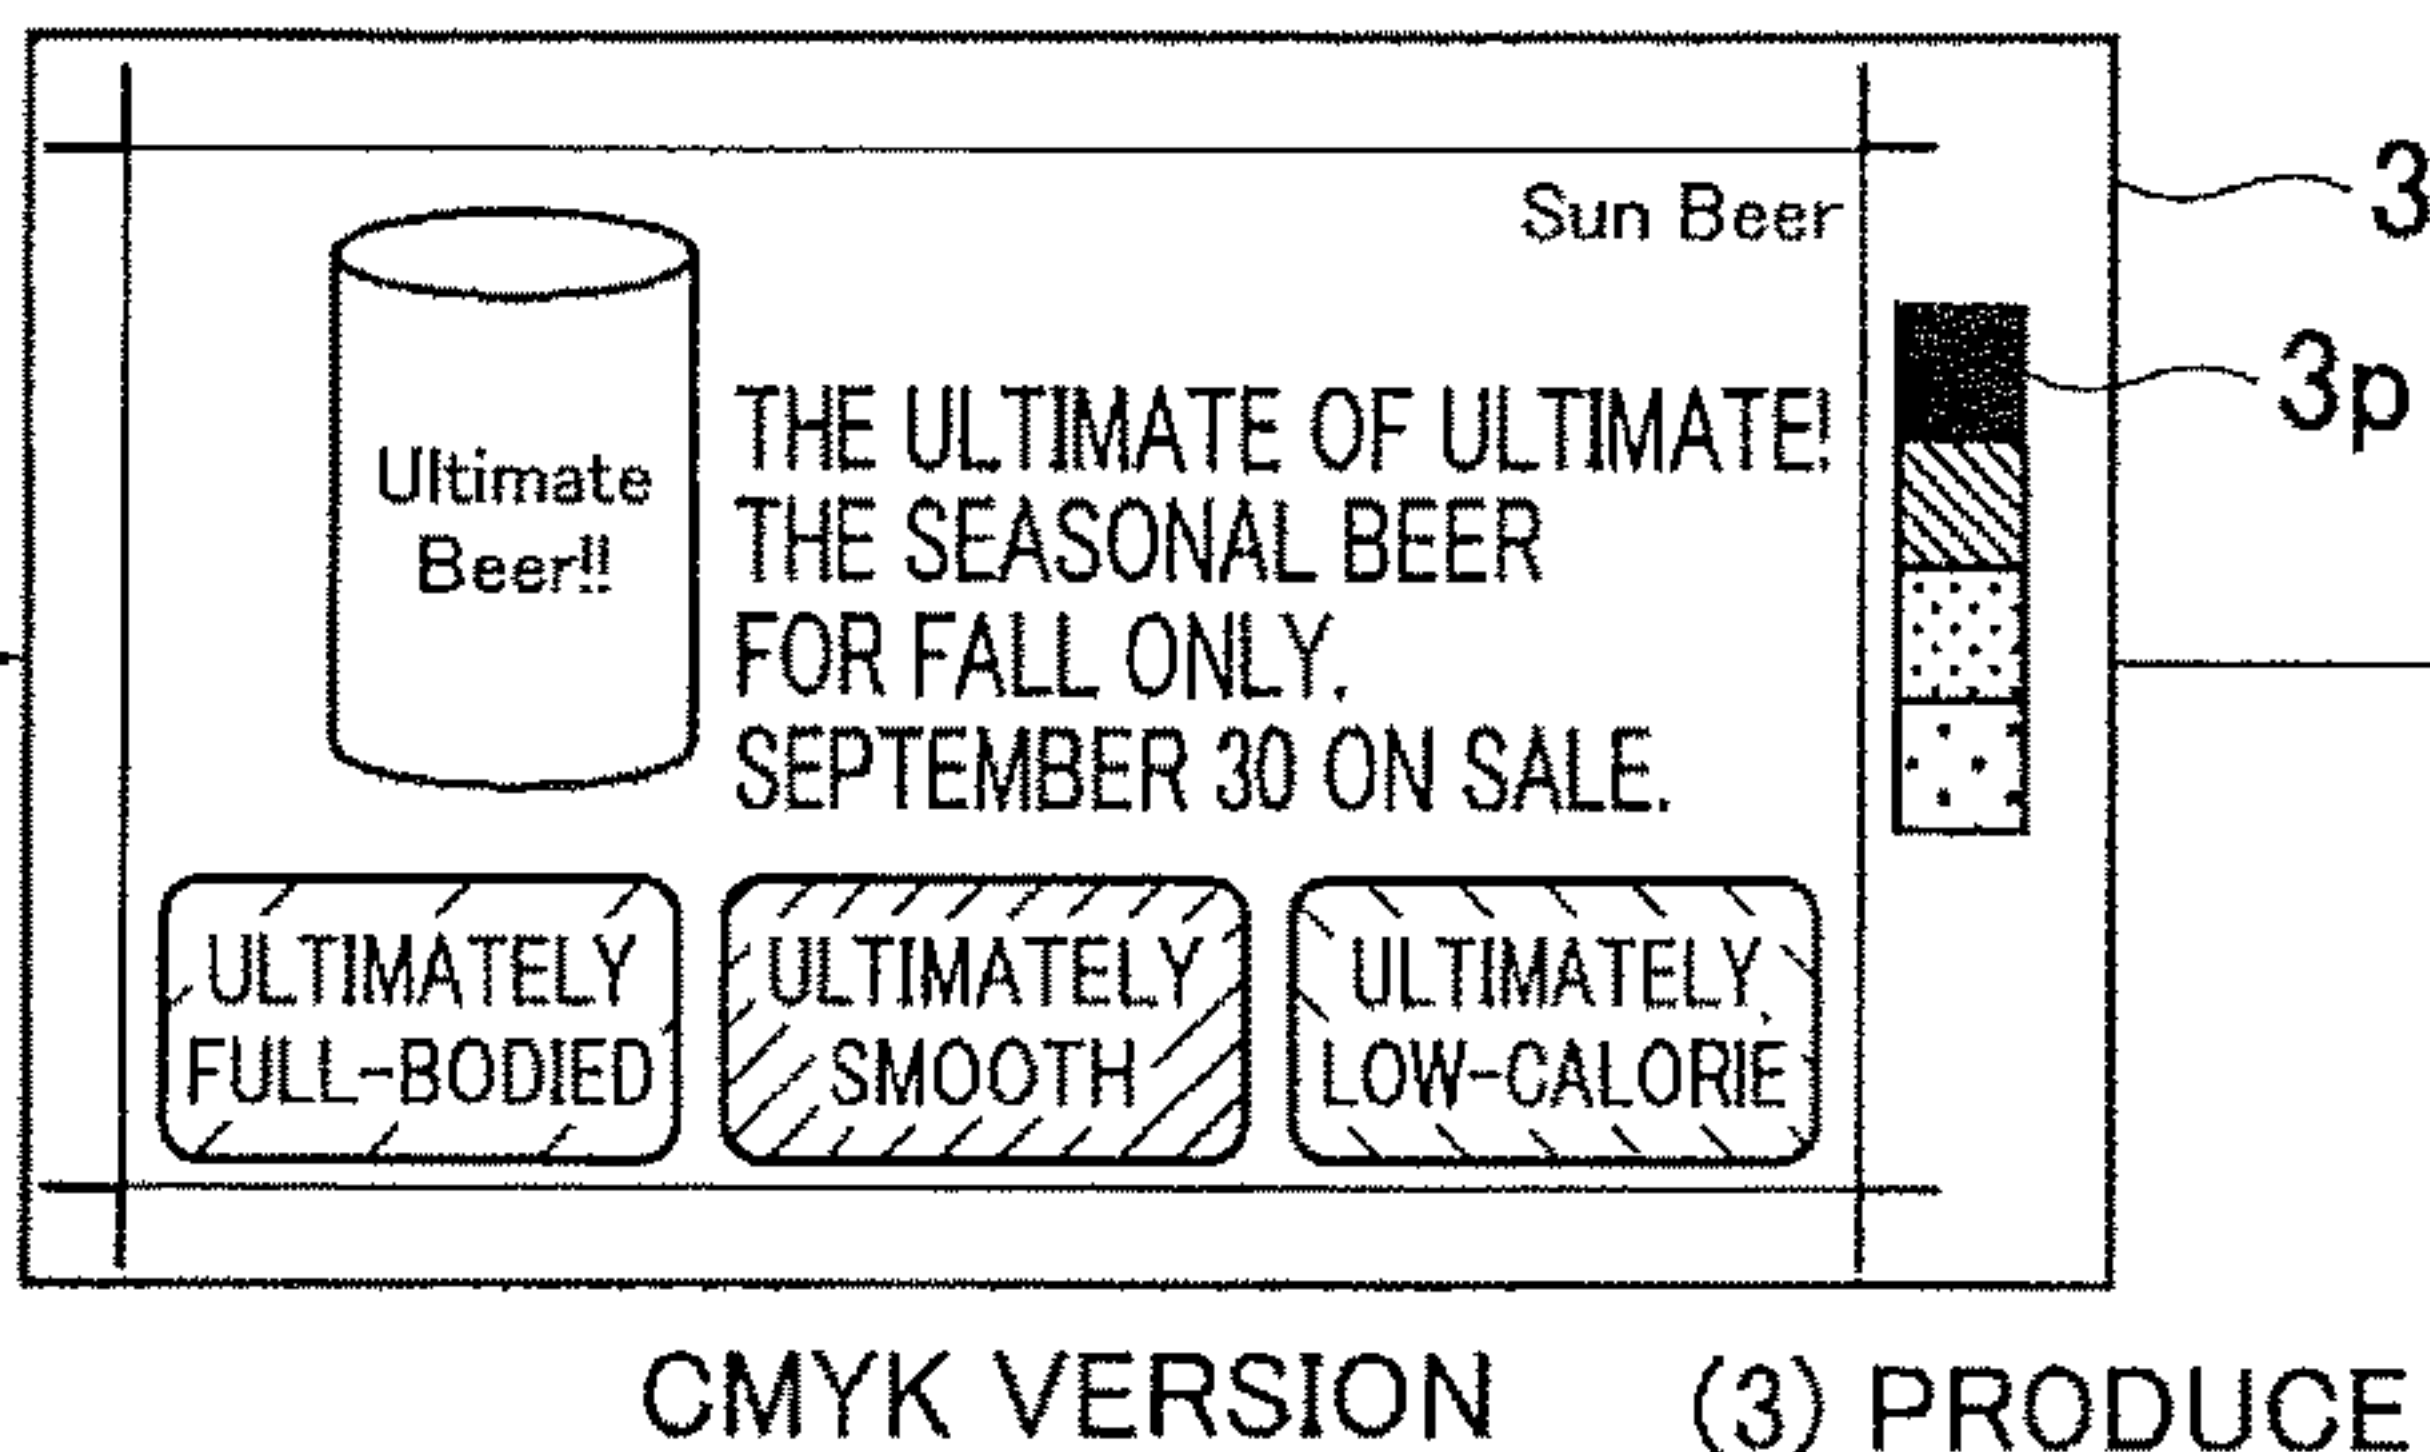 Sun Beer
3
3p
Ultimate
Beer!!
THE ULTIMATE OF ULTIMATE!
THE SEASONAL BEER
FOR FALL ONLY.
SEPTEMBER 30 ON SALE.
ULTIMATELY
FULL-BODIED
ULTIMATELY
SMOOTH
ULTIMATELY
LOW-CALORIE
CMYK VERSION
(3) PRODUCE